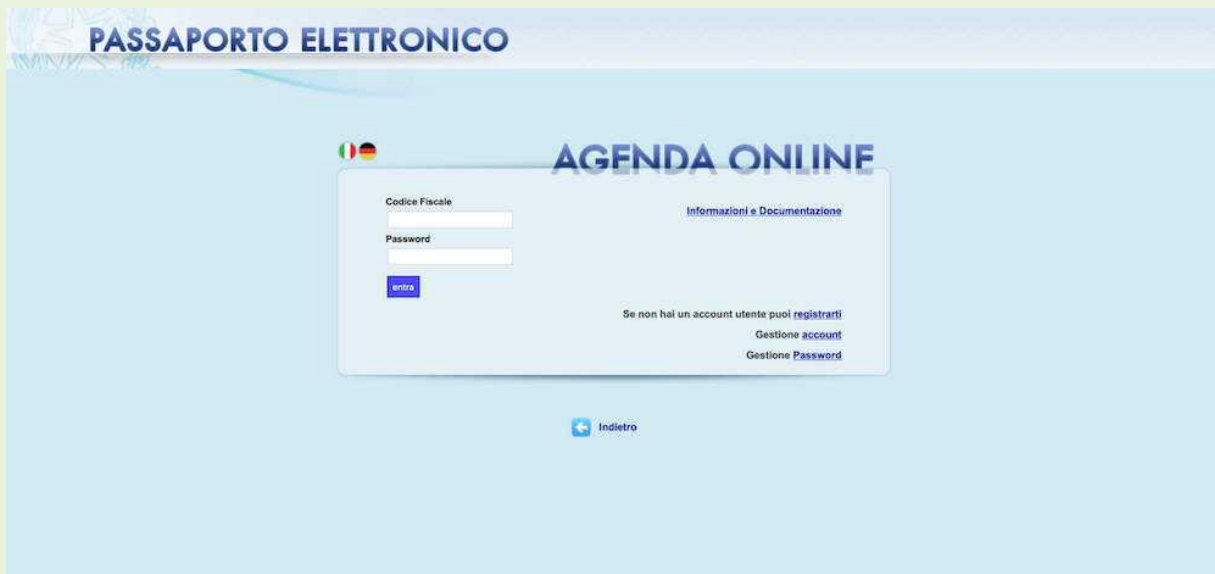 PASSAPORTO ELETTRONICO
AGENDA ONLINE
Codice Fiscale
Informazioni e Documentazione
Password
entra
Se non hai un account utente puoi registrarti
Gestione account
Gestione Password
Indietro